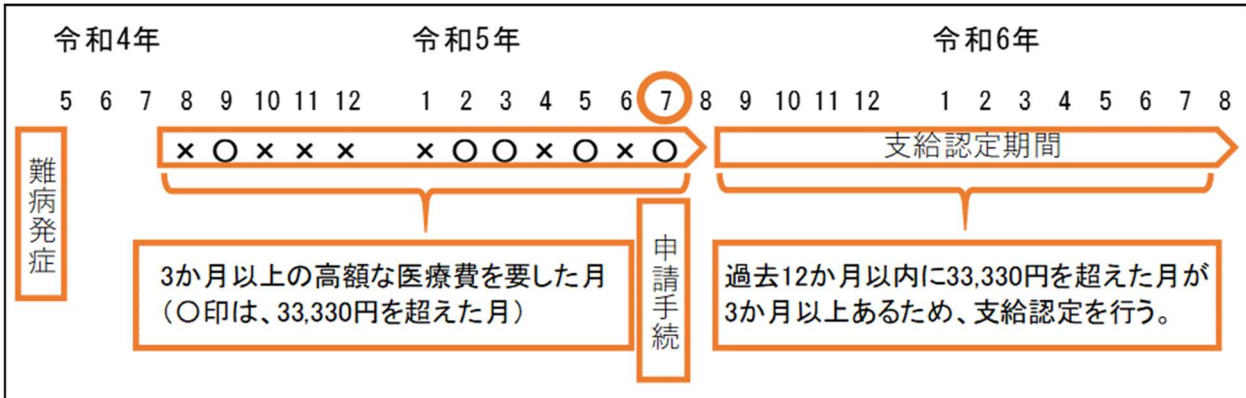 令和4年 令和5年 令和6年
5 6 7 8 9 10 11 12 1 2 3 4 5 6 7 8 9 10 11 12 1 2 3 4 5 6 7 8
× 〇 × × × × 〇 〇 × 〇 × 〇 支給認定期間
難病発症
3か月以上の高額な医療費を要した月
(〇印は、33,330円を超えた月)
申請手続
過去12か月以内に33,330円を超えた月が
3か月以上あるため、支給認定を行う。